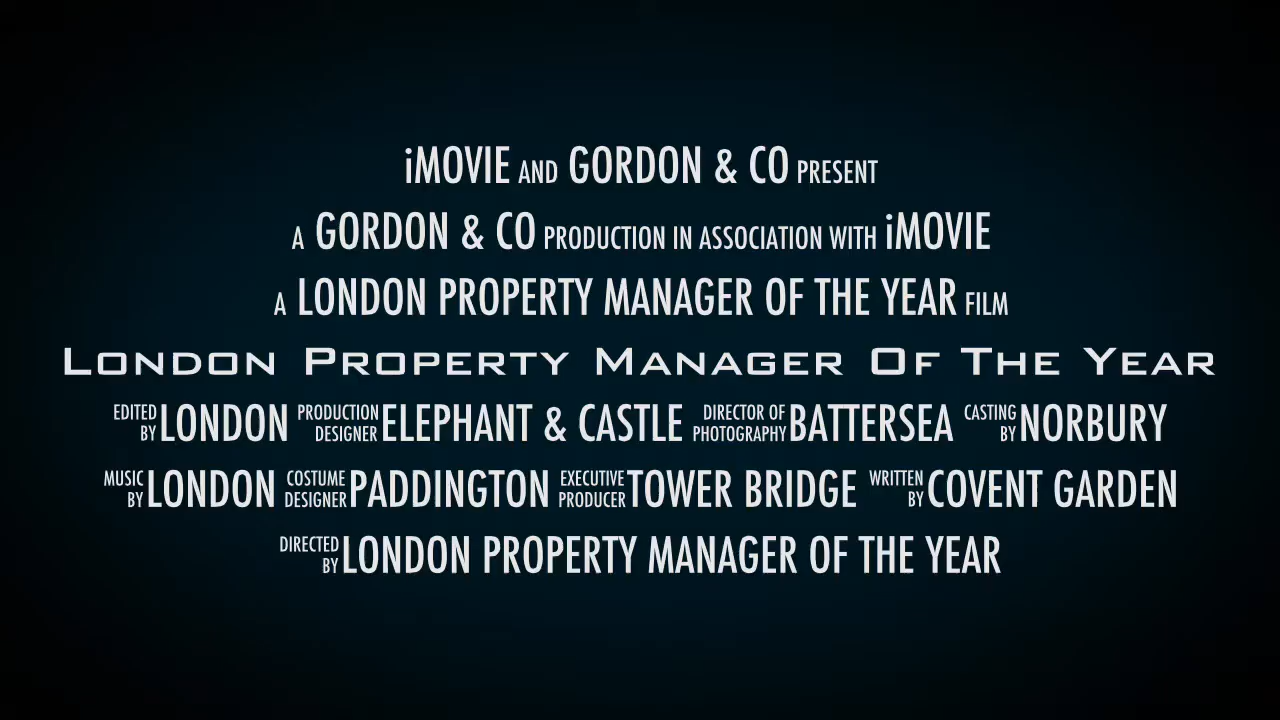 iMOVIE AND GORDON & CO PRESENT
A GORDON & CO PRODUCTION IN ASSOCIATION WITH iMOVIE
A LONDON PROPERTY MANAGER OF THE YEAR FILM
London Property Manager Of The Year
EDITED BY LONDON PRODUCTION DESIGNER ELEPHANT & CASTLE DIRECTOR OF PHOTOGRAPHY BATTERSEA CASTING BY NORBURY
MUSIC BY LONDON COSTUME DESIGNER PADDINGTON EXECUTIVE PRODUCER TOWER BRIDGE WRITTEN BY COVENT GARDEN
DIRECTED BY LONDON PROPERTY MANAGER OF THE YEAR